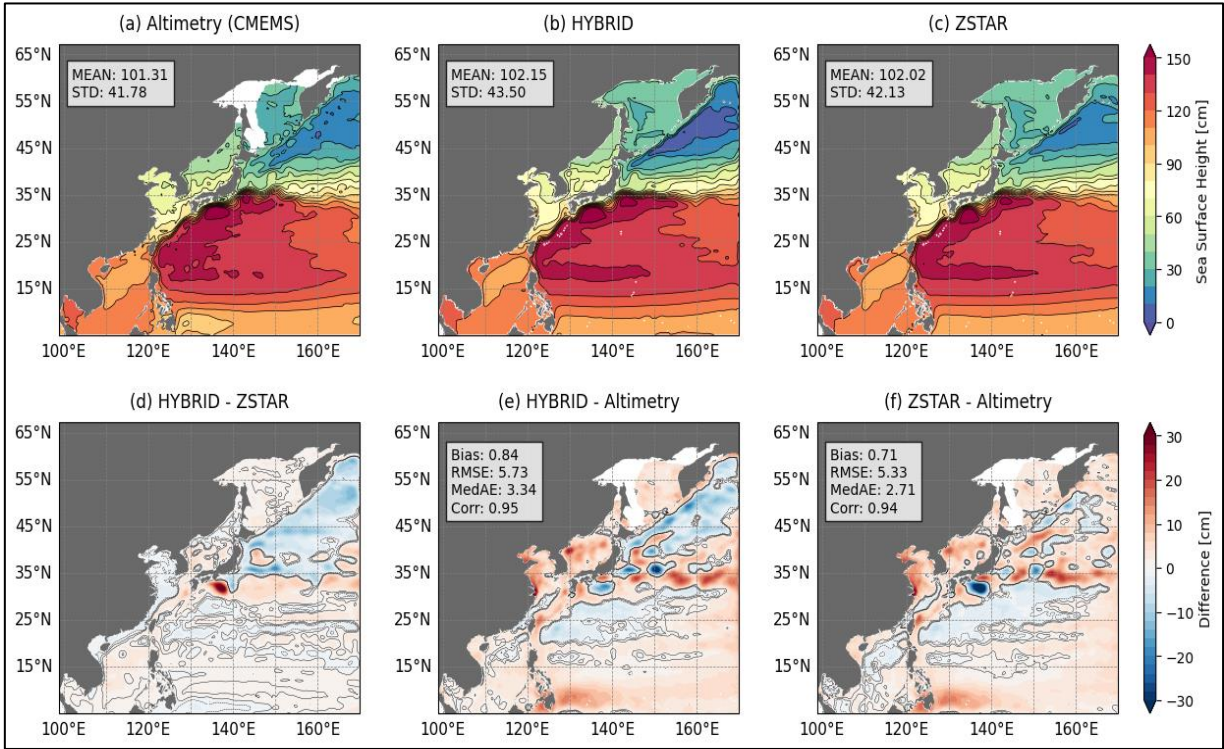 (a) Altimetry (CMEMS)
(b) HYBRID
(c) ZSTAR
65°N
55°N
45°N
35°N
25°N
15°N
MEAN: 101.31
STD: 41.78
100°E 120°E 140°E 160°E
65°N
55°N
45°N
35°N
25°N
15°N
MEAN: 102.15
STD: 43.50
100°E 120°E 140°E 160°E
65°N
55°N
45°N
35°N
25°N
15°N
MEAN: 102.02
STD: 42.13
100°E 120°E 140°E 160°E
150
120
90
60
30
0
Sea Surface Height [cm]
(d) HYBRID - ZSTAR
(e) HYBRID - Altimetry
(f) ZSTAR - Altimetry
65°N
55°N
45°N
35°N
25°N
15°N
100°E 120°E 140°E 160°E
65°N
55°N
45°N
35°N
25°N
15°N
Bias: 0.84
RMSE: 5.73
MedAE: 3.34
Corr: 0.95
100°E 120°E 140°E 160°E
65°N
55°N
45°N
35°N
25°N
15°N
Bias: 0.71
RMSE: 5.33
MedAE: 2.71
Corr: 0.94
100°E 120°E 140°E 160°E
30
20
10
0
−10
−20
−30
Difference [cm]